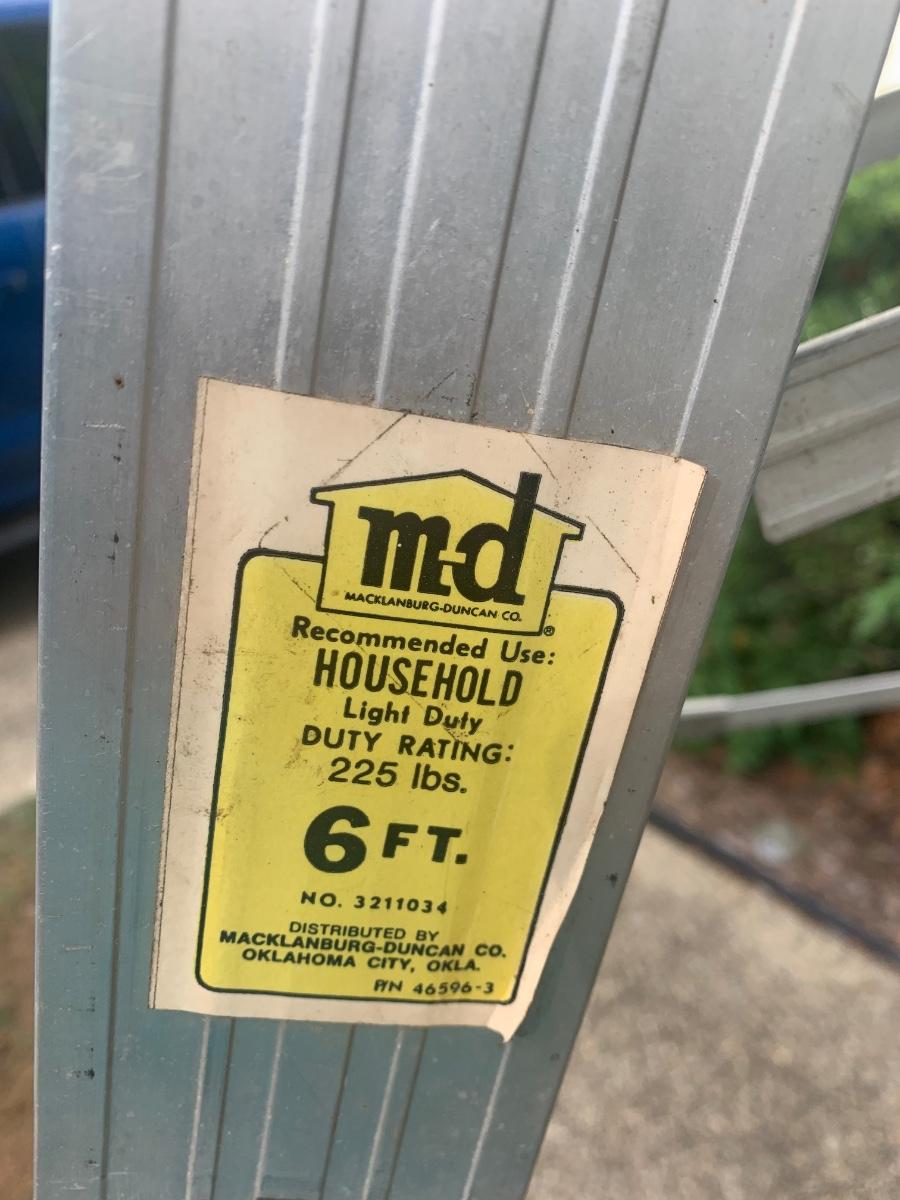 m-d
MACKLANBURG-DUNCAN CO.
®
Recommended Use:
HOUSEHOLD
Light Duty
DUTY RATING:
225 lbs.
6 FT.
NO. 3211034
DISTRIBUTED BY
MACKLANBURG-DUNCAN CO.
OKLAHOMA CITY, OKLA.
P/N 46596-3